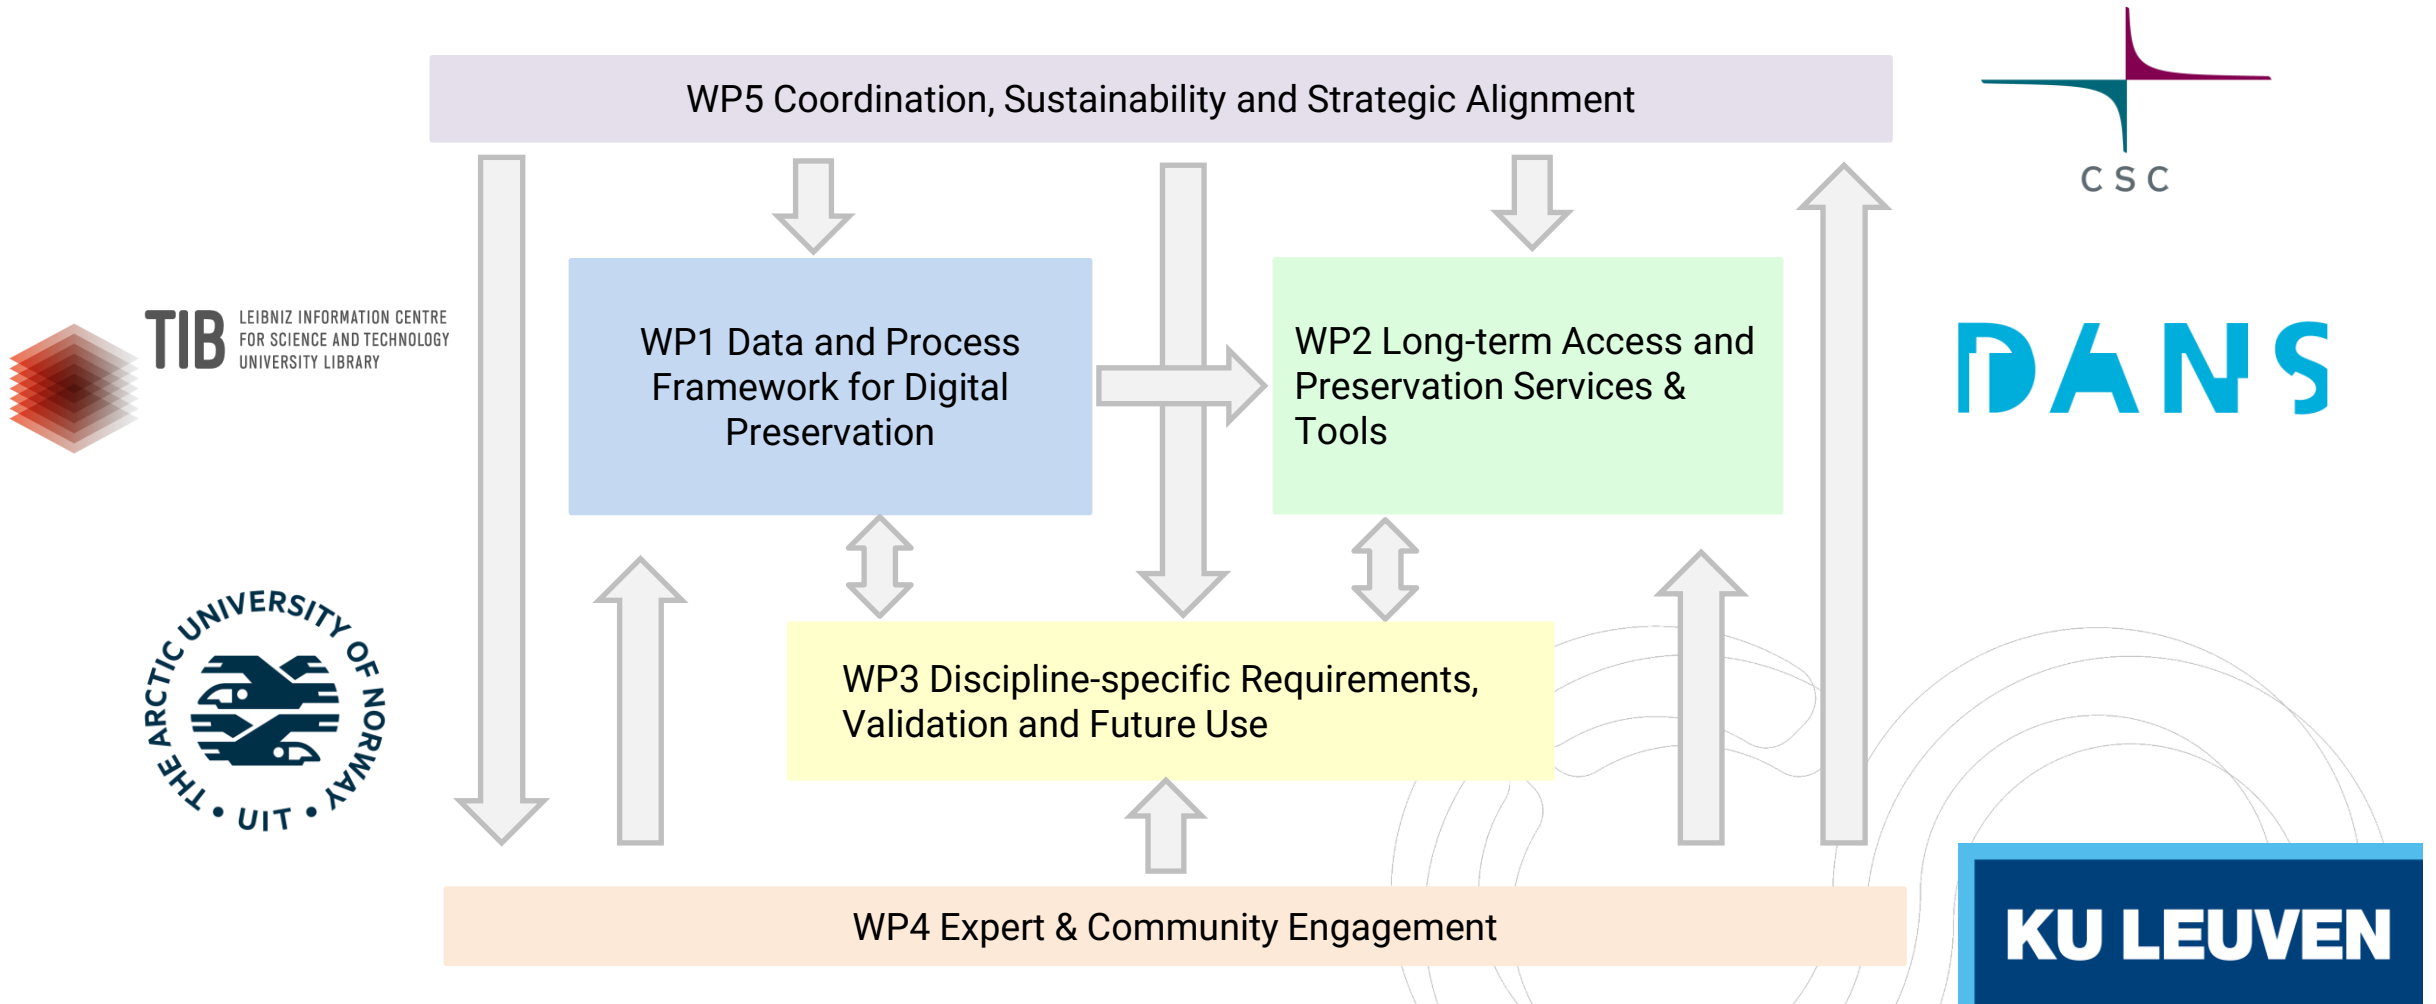 WP5 Coordination, Sustainability and Strategic Alignment
CSC
TIB
LEIBNIZ INFORMATION CENTRE
FOR SCIENCE AND TECHNOLOGY
UNIVERSITY LIBRARY
WP1 Data and Process
Framework for Digital
Preservation
WP2 Long-term Access and
Preservation Services &
Tools
DANS
THE ARCTIC UNIVERSITY OF NORWAY • UIT •
WP3 Discipline-specific Requirements,
Validation and Future Use
WP4 Expert & Community Engagement
KU LEUVEN